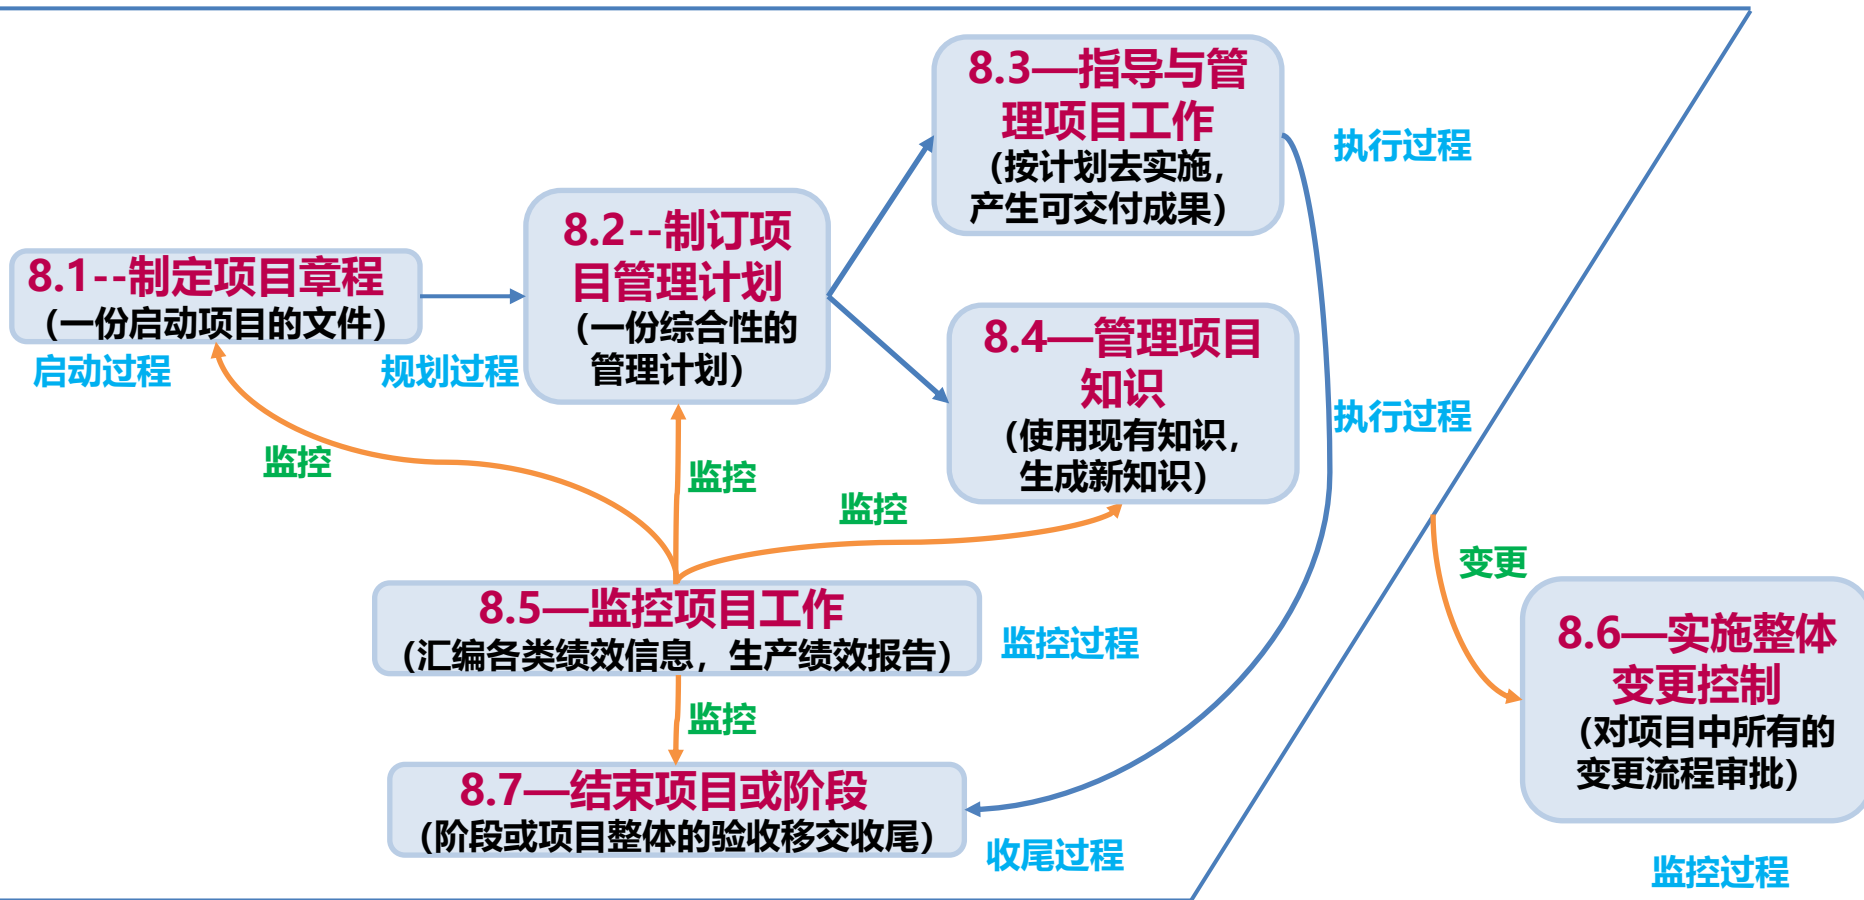 8.1--制定项目章程
（一份启动项目的文件）
启动过程
规划过程
8.2--制订项
目管理计划
（一份综合性的
管理计划）
8.3—指导与管
理项目工作
（按计划去实施，
产生可交付成果）
执行过程
8.4—管理项目
知识
（使用现有知识，
生成新知识）
执行过程
监控
监控
监控
8.5—监控项目工作
（汇编各类绩效信息，生产绩效报告）
监控过程
监控
8.7—结束项目或阶段
（阶段或项目整体的验收移交收尾）
收尾过程
变更
8.6—实施整体
变更控制
（对项目中所有的
变更流程审批）
监控过程